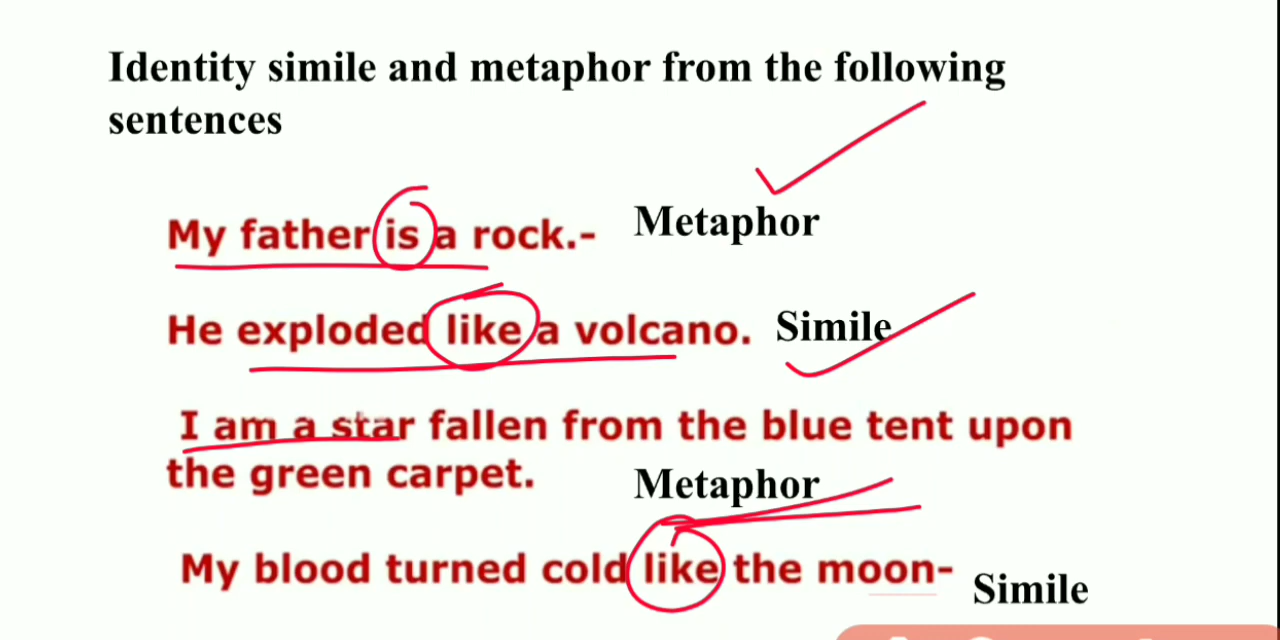 Identity simile and metaphor from the following
sentences
My father is a rock.- Metaphor
He exploded like a volcano. Simile
I am a star fallen from the blue tent upon
the green carpet. Metaphor
My blood turned cold like the moon- Simile